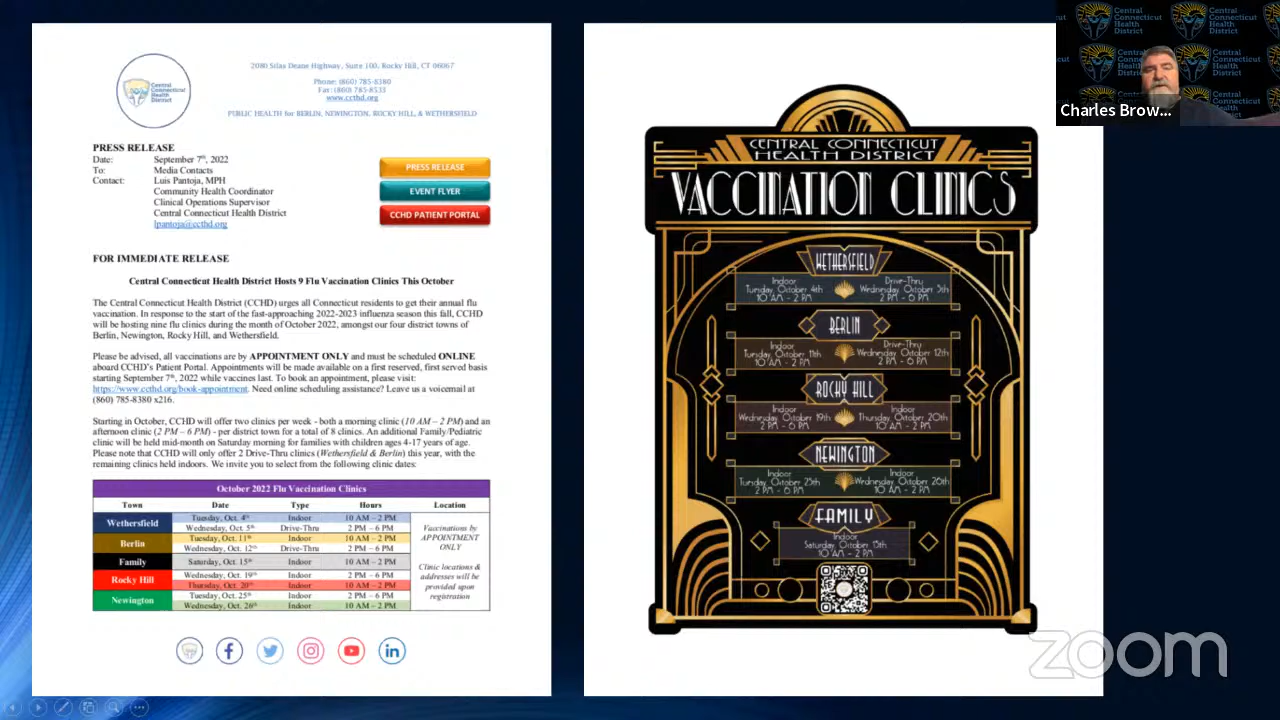 Central
Connecticut
Health
District
2080 Silas Deane Highway, Suite 100, Rocky Hill, CT 06067
Phone: (860) 785-8380
Fax: (860) 785-8533
www.ccthd.org
PUBLIC HEALTH for BERLIN, NEWINGTON, ROCKY HILL, & WETHERSFIELD
PRESS RELEASE
Date: September 7th, 2022
To: Media Contacts
Contact: Luis Pantoja, MPH
Community Health Coordinator
Clinical Operations Supervisor
Central Connecticut Health District
lpantoja@ccthd.org
PRESS RELEASE
EVENT FLYER
CCHD PATIENT PORTAL
FOR IMMEDIATE RELEASE
Central Connecticut Health District Hosts 9 Flu Vaccination Clinics This October
The Central Connecticut Health District (CCHD) urges all Connecticut residents to get their annual flu
vaccination. In response to the start of the fast-approaching 2022-2023 influenza season this fall, CCHD
will be hosting nine flu clinics during the month of October 2022, amongst our four district towns of
Berlin, Newington, Rocky Hill, and Wethersfield.
Please be advised, all vaccinations are by APPOINTMENT ONLY and must be scheduled ONLINE
aboard CCHD's Patient Portal. Appointments will be made available on a first reserved, first served basis
starting September 7th, 2022 while vaccines last. To book an appointment, please visit:
https://www.ccthd.org/book-appointment. Need online scheduling assistance? Leave us a voicemail at
(860) 785-8380 x216.
Starting in October, CCHD will offer two clinics per week - both a morning clinic (10 AM – 2 PM) and an
afternoon clinic (2 PM – 6 PM) - per district town for a total of 8 clinics. An additional Family/Pediatric
clinic will be held mid-month on Saturday morning for families with children ages 4-17 years of age.
Please note that CCHD will only offer 2 Drive-Thru clinics (Wethersfield & Berlin) this year, with the
remaining clinics held indoors. We invite you to select from the following clinic dates:
October 2022 Flu Vaccination Clinics
Town Date Type Hours Location
Wethersfield Tuesday, Oct. 4th Indoor 10 AM – 2 PM
Wednesday, Oct. 5th Drive-Thru 2 PM – 6 PM
Berlin Tuesday, Oct. 11th Indoor 10 AM – 2 PM
Wednesday, Oct. 12th Drive-Thru 2 PM – 6 PM
Family Saturday, Oct. 15th Indoor 10 AM – 2 PM
Rocky Hill Wednesday, Oct. 19th Indoor 2 PM – 6 PM
Thursday, Oct. 20th Indoor 10 AM – 2 PM
Newington Tuesday, Oct. 25th Indoor 2 PM – 6 PM
Wednesday, Oct. 26th Indoor 10 AM – 2 PM
Vaccinations by
APPOINTMENT
ONLY
Clinic locations &
addresses will be
provided upon
registration
CENTRAL CONNECTICUT
HEALTH DISTRICT
VACCINATION CLINICS
WETHERSFIELD
Indoor
Tuesday, October 4th
10 AM - 2 PM
Drive-Thru
Wednesday, October 5th
2 PM - 6 PM
BERLIN
Indoor
Tuesday, October 11th
10 AM - 2 PM
Drive-Thru
Wednesday, October 12th
2 PM - 6 PM
ROCKY HILL
Indoor
Wednesday, October 19th
2 PM - 6 PM
Indoor
Thursday, October 20th
10 AM - 2 PM
NEWINGTON
Indoor
Tuesday, October 25th
2 PM - 6 PM
Indoor
Wednesday, October 26th
10 AM - 2 PM
FAMILY
Indoor
Saturday, October 15th
10 AM - 2 PM
Central
Connecticut
Health
District
Charles Brow...
zoom